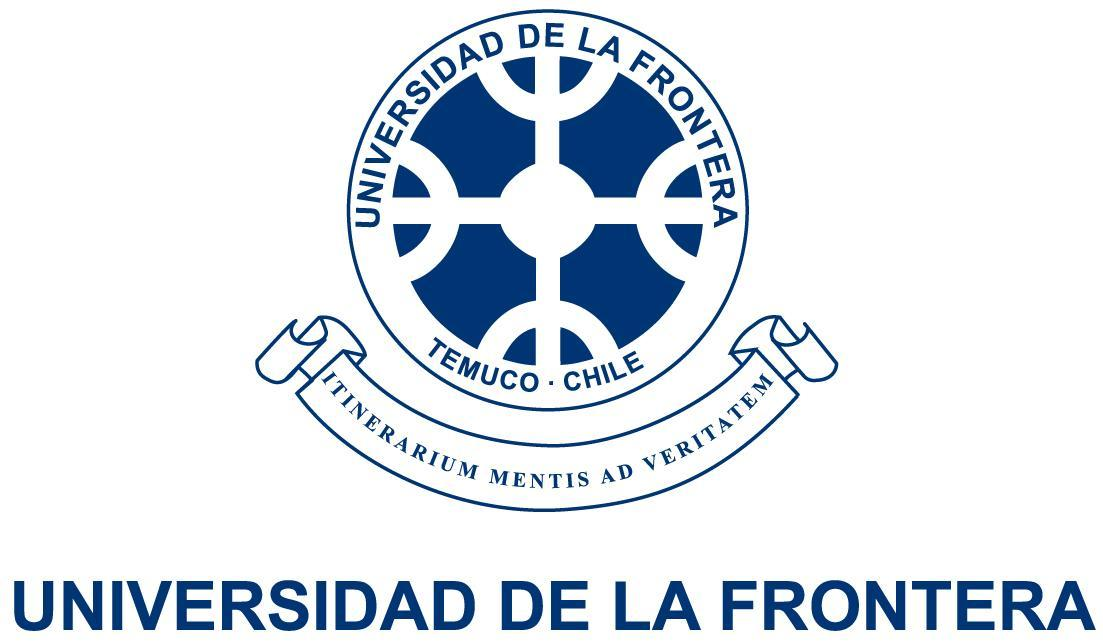 UNIVERSIDAD DE LA FRONTERA
TEMUCO · CHILE
ITINERARIUM MENTIS AD VERITATEM
UNIVERSIDAD DE LA FRONTERA